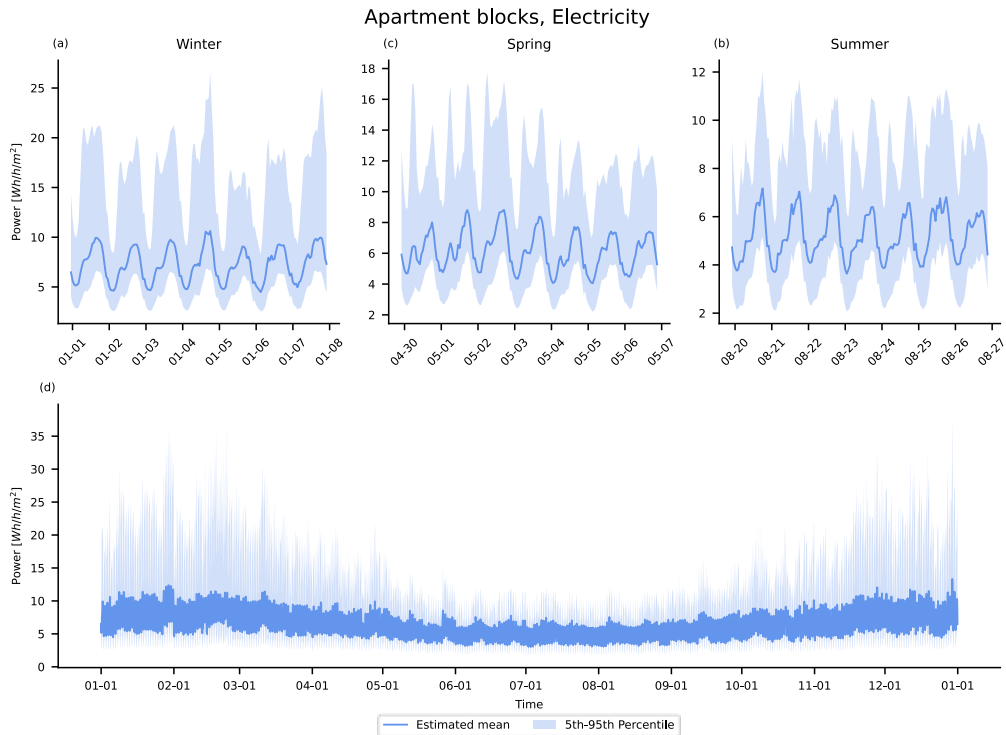 Apartment blocks, Electricity
(a) Winter
(c) Spring
(b) Summer
Power [Wh/h/m²]
25
20
15
10
5
01-01 01-02 01-03 01-04 01-05 01-06 01-07 01-08
18
16
14
12
10
8
6
4
2
04-30 05-01 05-02 05-03 05-04 05-05 05-06 05-07
12
10
8
6
4
2
08-20 08-21 08-22 08-23 08-24 08-25 08-26 08-27
(d)
Power [Wh/h/m²]
35
30
25
20
15
10
5
0
01-01 02-01 03-01 04-01 05-01 06-01 07-01 08-01 09-01 10-01 11-01 12-01 01-01
Time
Estimated mean 5th-95th Percentile